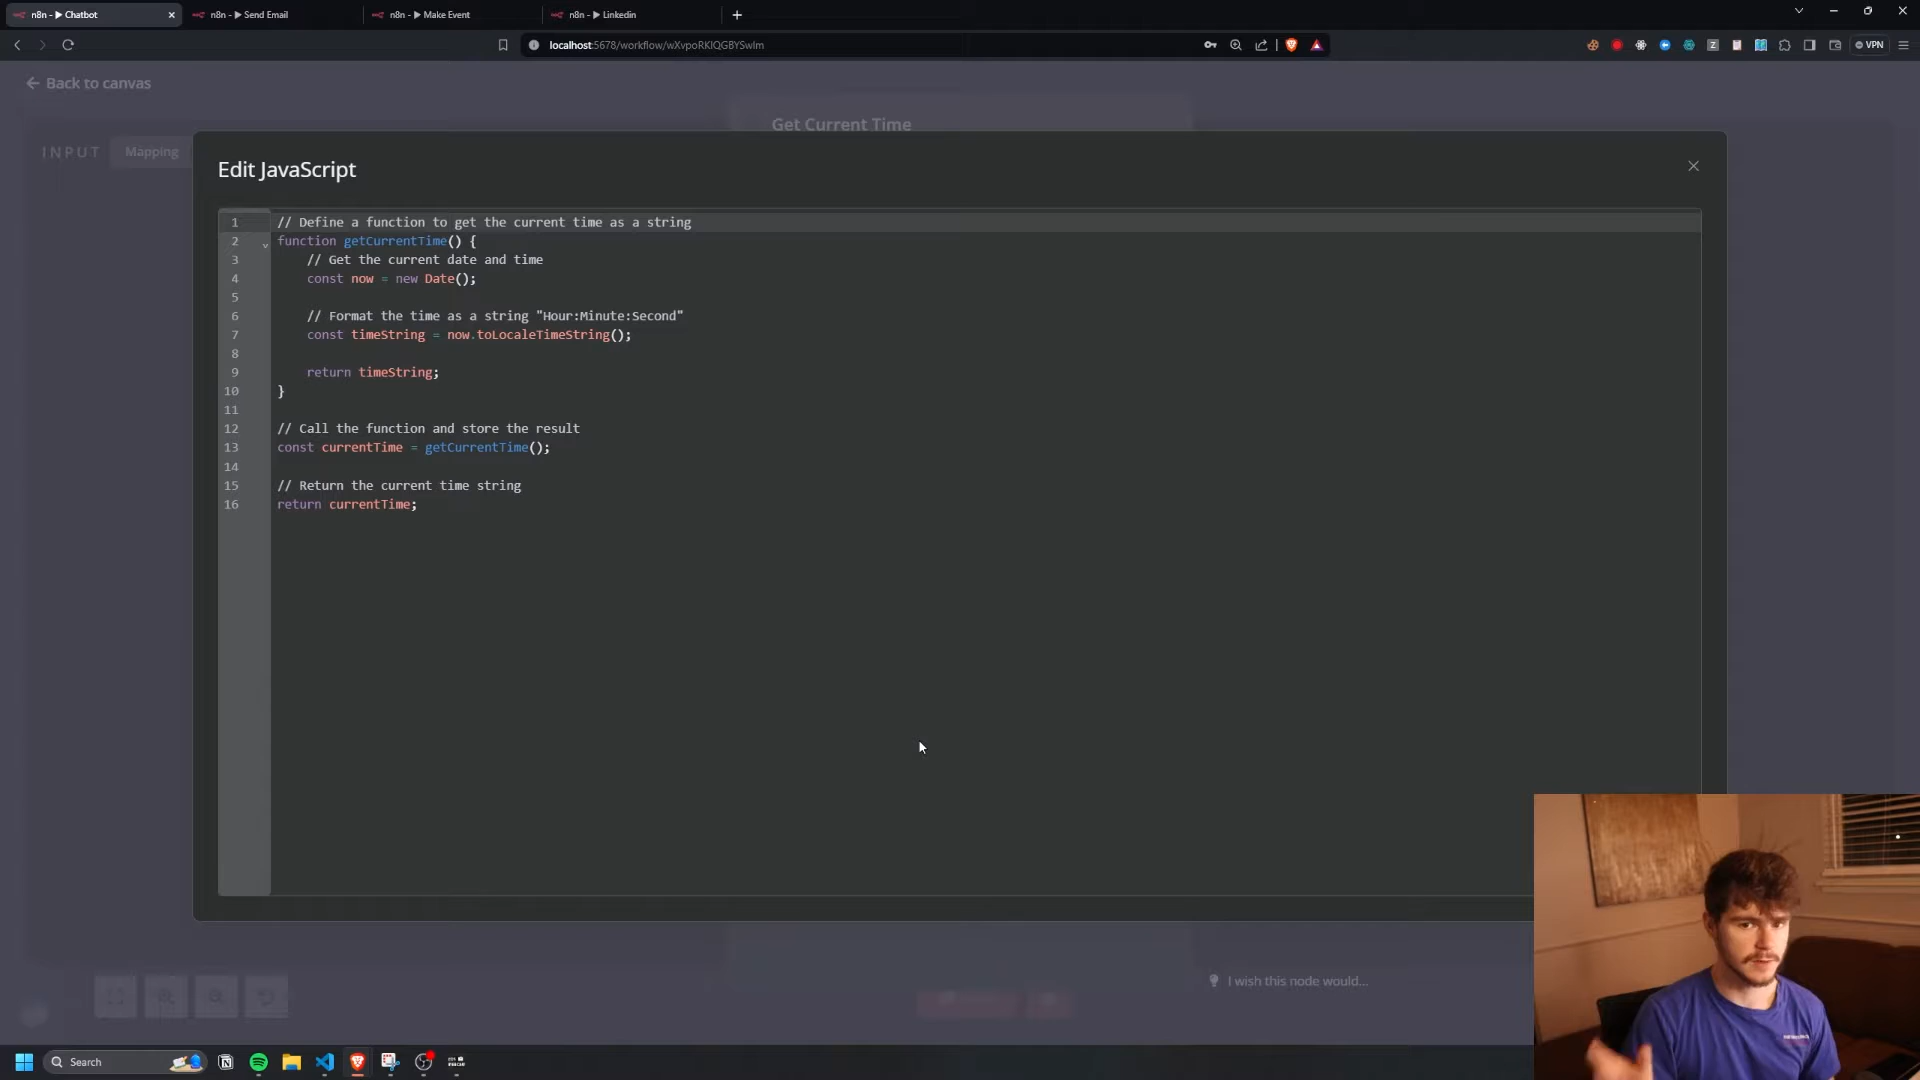 n8n - ▶ Chatbot
n8n - ▶ Send Email
n8n - ▶ Make Event
n8n - ▶ Linkedin
localhost:5678/workflow/wXvpoRKlQGBYSwlm
VPN
Back to canvas
Get Current Time
INPUT
Mapping
Edit JavaScript
1 // Define a function to get the current time as a string
2 function getCurrentTime() {
3 // Get the current date and time
4 const now = new Date();
5
6 // Format the time as a string "Hour:Minute:Second"
7 const timeString = now.toLocaleTimeString();
8
9 return timeString;
10 }
11
12 // Call the function and store the result
13 const currentTime = getCurrentTime();
14
15 // Return the current time string
16 return currentTime;
I wish this node would...
Search